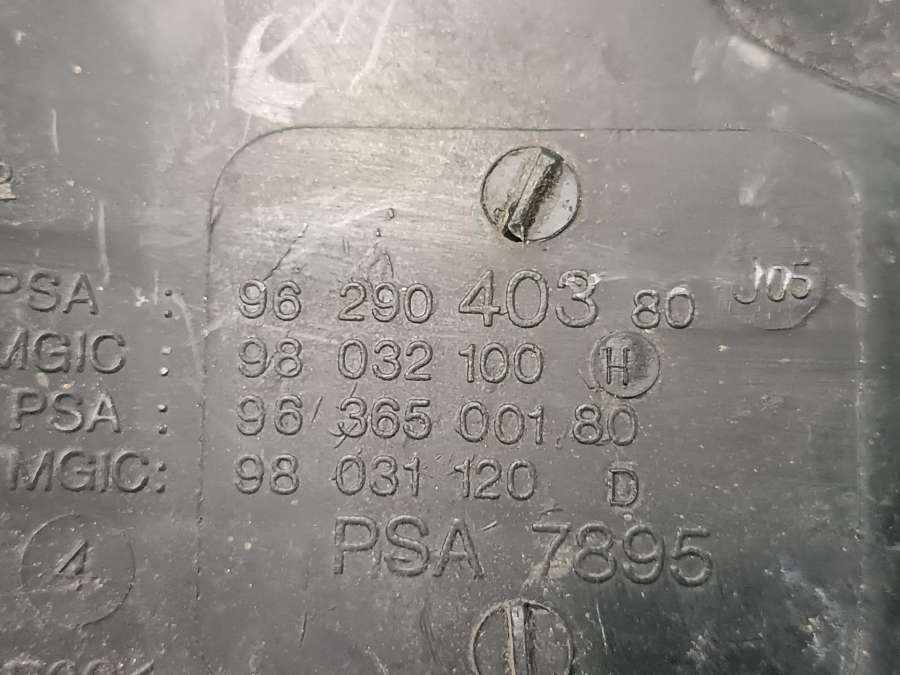 PSA : 96 290 403 80 J05
MGIC : 98 032 100 H
PSA : 96 365 001 80
MGIC: 98 031 120 D
PSA 7895
4